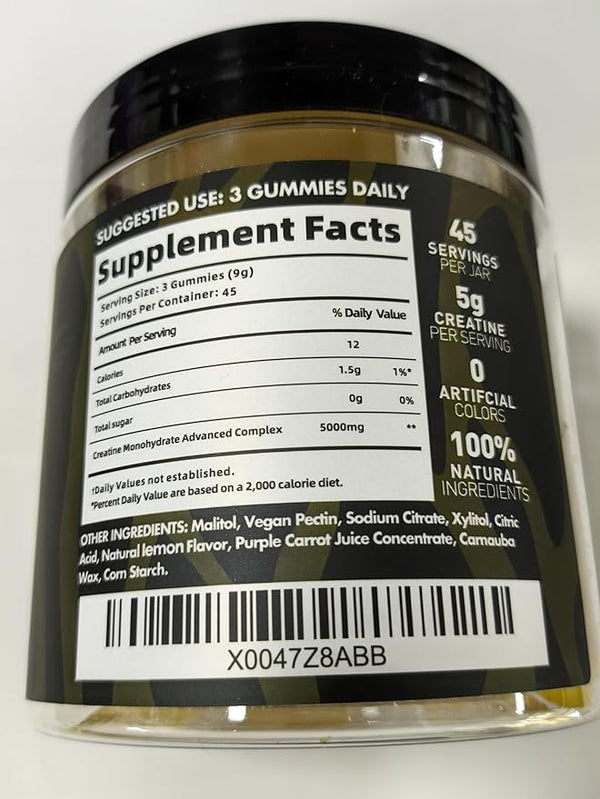 SUGGESTED USE: 3 GUMMIES DAILY
Supplement Facts
Serving Size: 3 Gummies (9g)
Servings Per Container: 45
Amount Per Serving
% Daily Value
Calories 12
Total Carbohydrates 1.5g 1%*
Total sugar 0g 0%
Creatine Monohydrate Advanced Complex 5000mg **
†Daily Values not established.
*Percent Daily Value are based on a 2,000 calorie diet.
45
SERVINGS
PER JAR
5g
CREATINE
PER SERVING
0
ARTIFCIAL
COLORS
100%
NATURAL
INGREDIENTS
OTHER INGREDIENTS: Malitol, Vegan Pectin, Sodium Citrate, Xylitol, Citric
Acid, Natural lemon Flavor, Purple Carrot Juice Concentrate, Carnauba
Wax, Corn Starch.
X0047Z8ABB